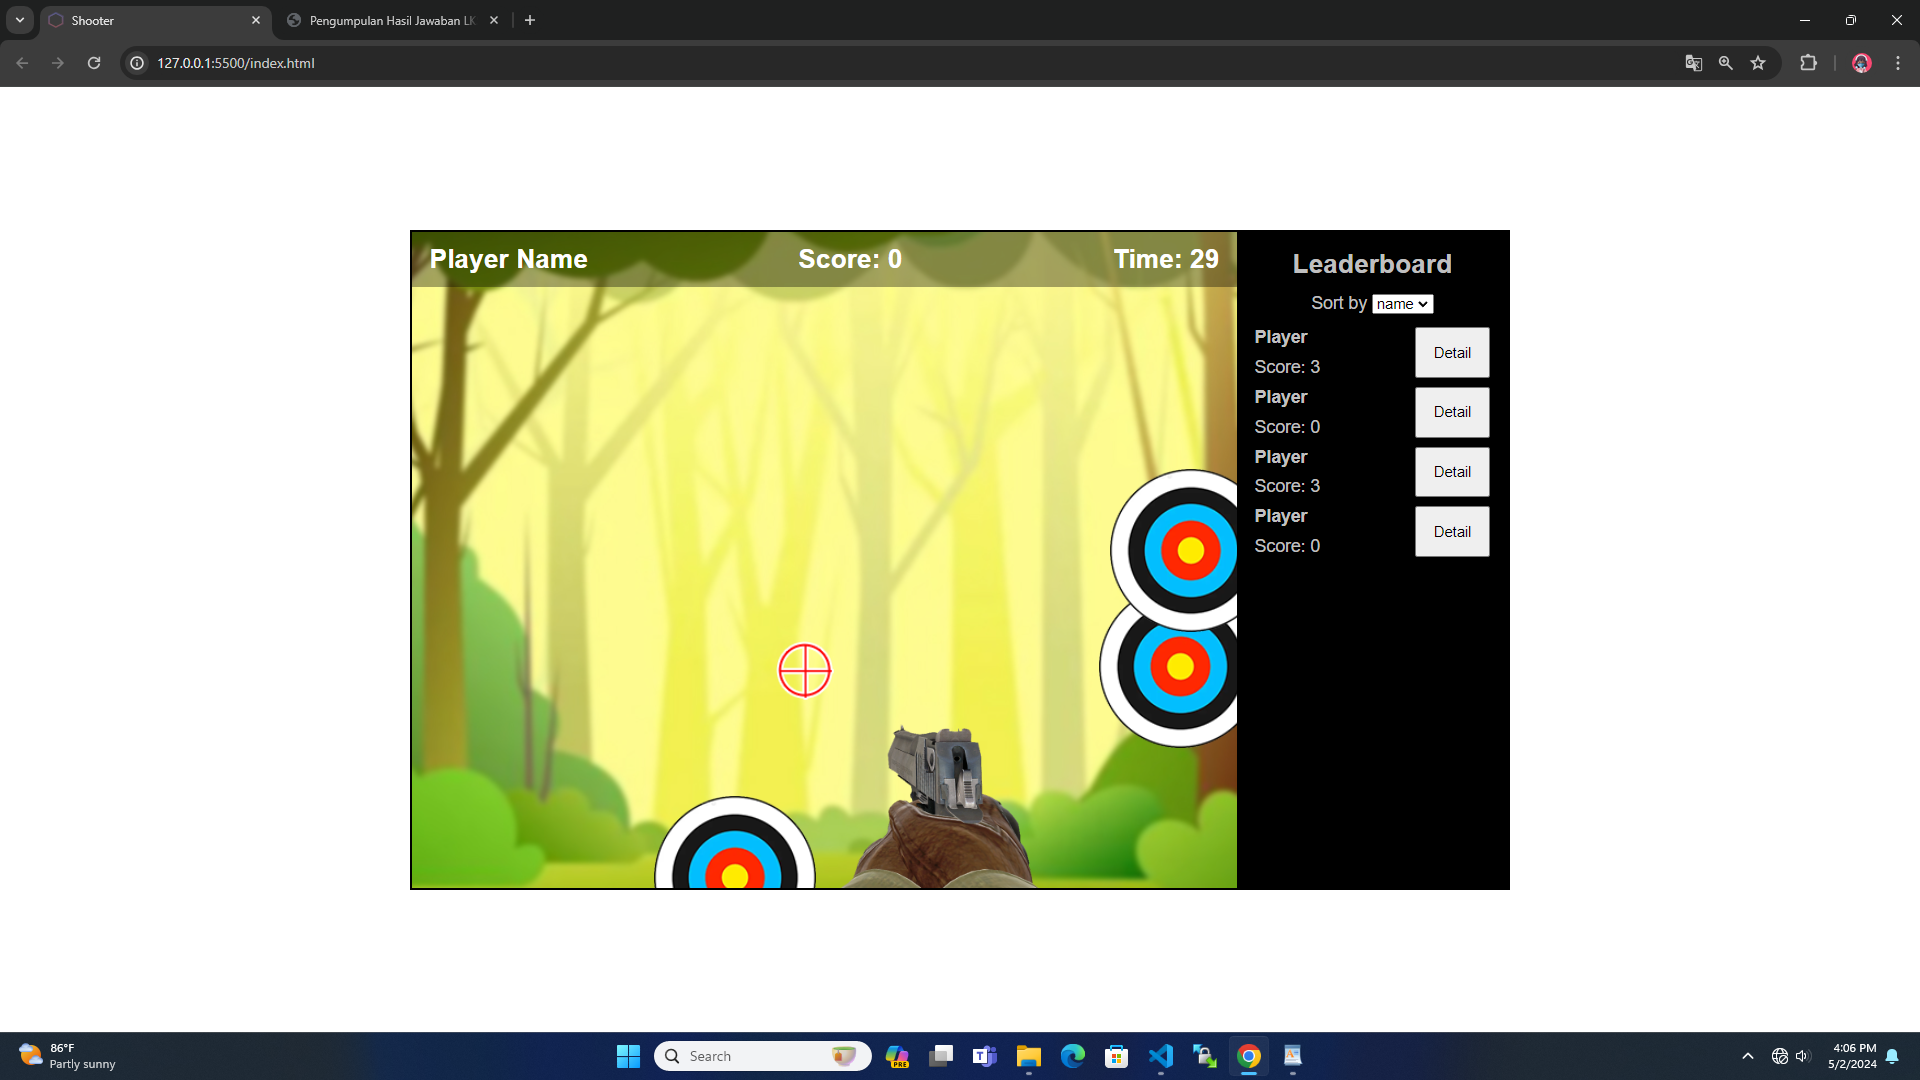 Shooter
Pengumpulan Hasil Jawaban LK
127.0.0.1:5500/index.html
Player Name
Score: 0
Time: 29
Leaderboard
Sort by name
Player
Score: 3
Detail
Player
Score: 0
Detail
Player
Score: 3
Detail
Player
Score: 0
Detail
86°F
Partly sunny
Search
PRE
4:06 PM
5/2/2024